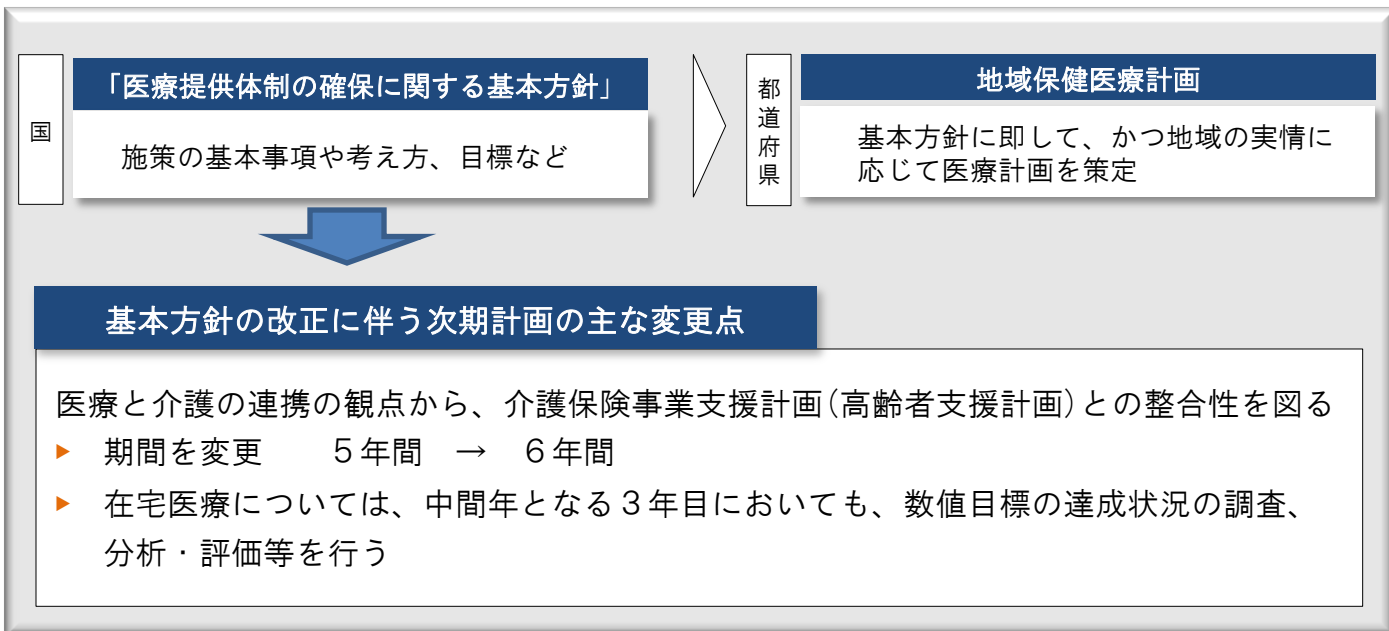 国
「医療提供体制の確保に関する基本方針」
施策の基本事項や考え方、目標など
都道府県
地域保健医療計画
基本方針に即して、かつ地域の実情に
応じて医療計画を策定
基本方針の改正に伴う次期計画の主な変更点
医療と介護の連携の観点から、介護保険事業支援計画(高齢者支援計画)との整合性を図る
▶ 期間を変更　　５年間　→　６年間
▶ 在宅医療については、中間年となる３年目においても、数値目標の達成状況の調査、
分析・評価等を行う